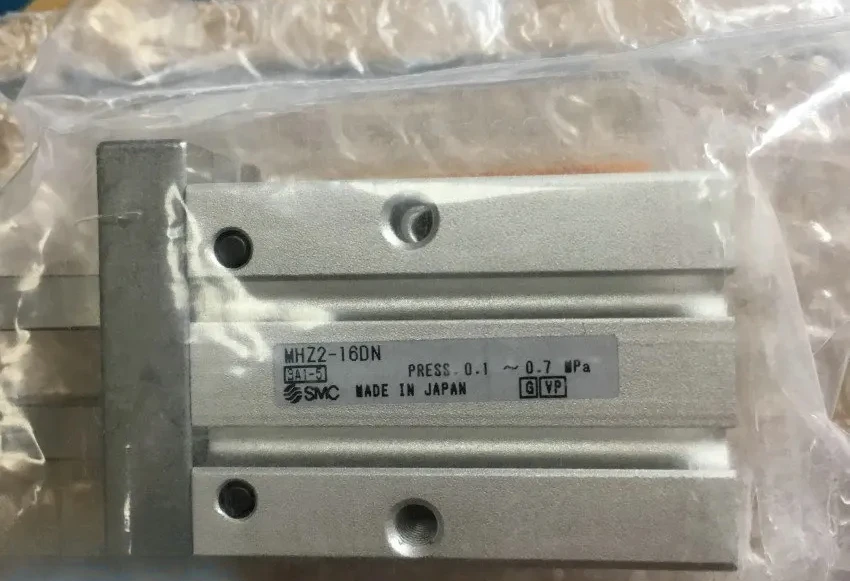 MHZ2-16DN
9A1-5 PRESS. 0.1 ~ 0.7 MPa
SMC MADE IN JAPAN G VP